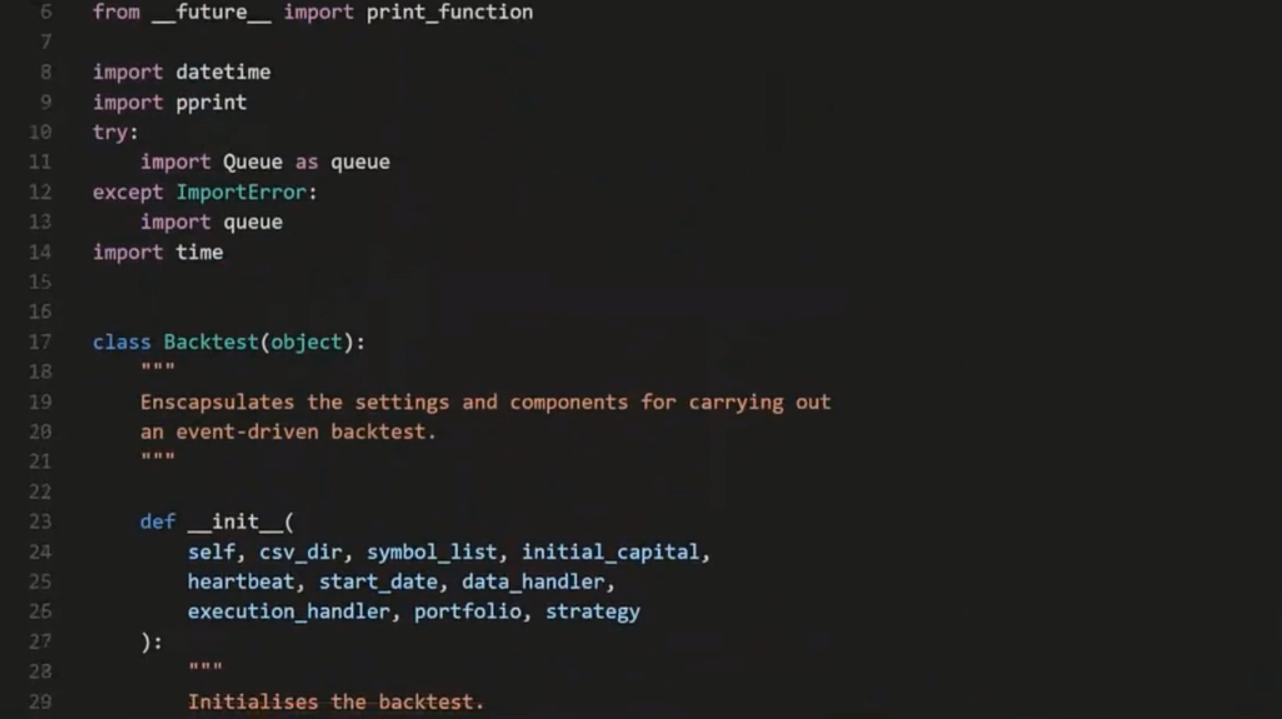 6 from __future__ import print_function
7
8 import datetime
9 import pprint
10 try:
11     import Queue as queue
12 except ImportError:
13     import queue
14 import time
15
16
17 class Backtest(object):
18     """
19     Enscapsulates the settings and components for carrying out
20     an event-driven backtest.
21     """
22
23     def __init__(
24         self, csv_dir, symbol_list, initial_capital,
25         heartbeat, start_date, data_handler,
26         execution_handler, portfolio, strategy
27     ):
28         """
29         Initialises the backtest.